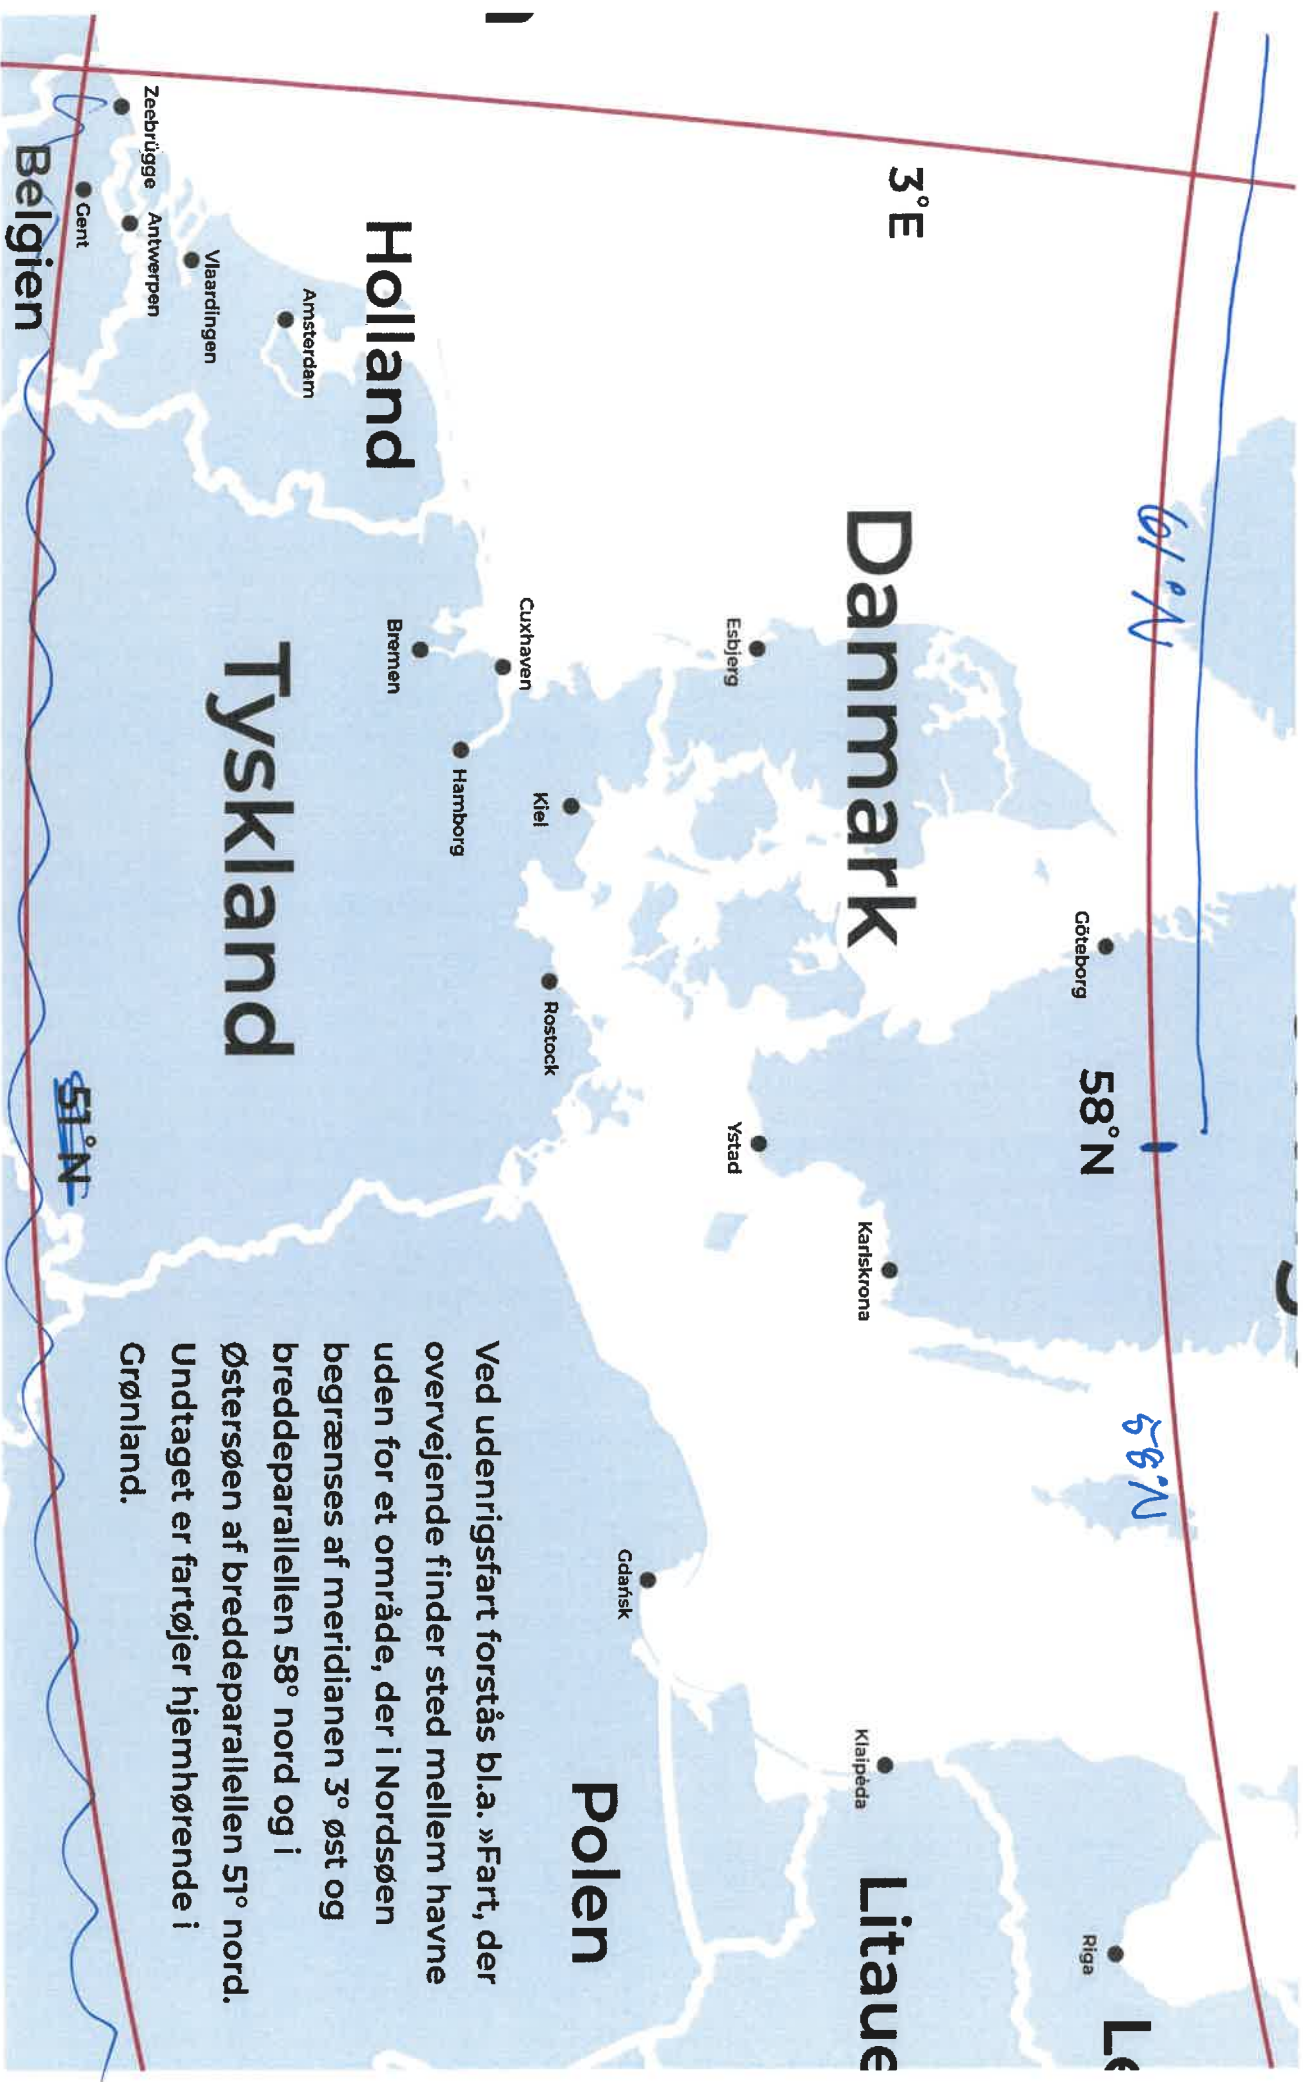 61°N
58°N
3°E
58°N
Danmark
Göteborg
Riga
Litaue
Karlskrona
Klaipėda
Esbjerg
Ystad
Holland
Cuxhaven
Kiel
Hamborg
Bremen
Rostock
Gdańsk
Polen
Tyskland
Amsterdam
Vlaardingen
Zeebrügge
Antwerpen
Gent
Belgien
51°N
Ved udenrigsfart forstås bl.a. »Fart, der
overvejende finder sted mellem havne
uden for et område, der i Nordsøen
begrænses af meridianen 3° øst og
breddeparallellen 58° nord og i
Østersøen af breddeparallellen 51° nord.
Undtaget er fartøjer hjemhørende i
Grønland.